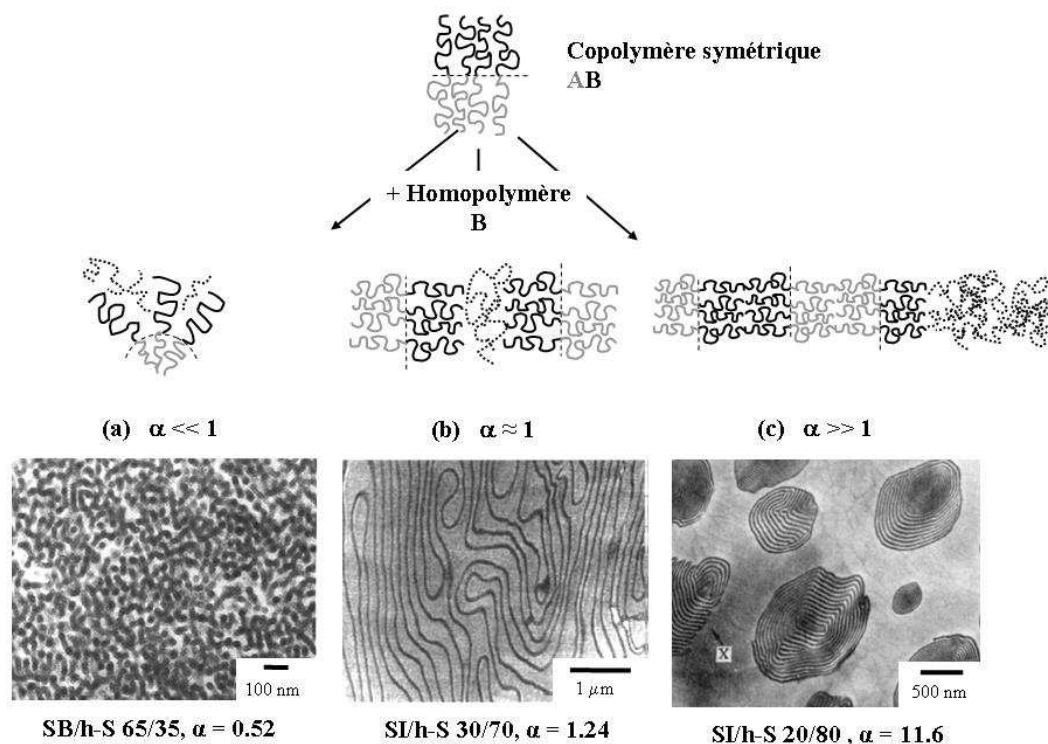 Copolymère symétrique
AB
+ Homopolymère
B
(a) α << 1
(b) α ≈ 1
(c) α >> 1
100 nm
1 µm
X
500 nm
SB/h-S 65/35, α = 0.52
SI/h-S 30/70, α = 1.24
SI/h-S 20/80 , α = 11.6